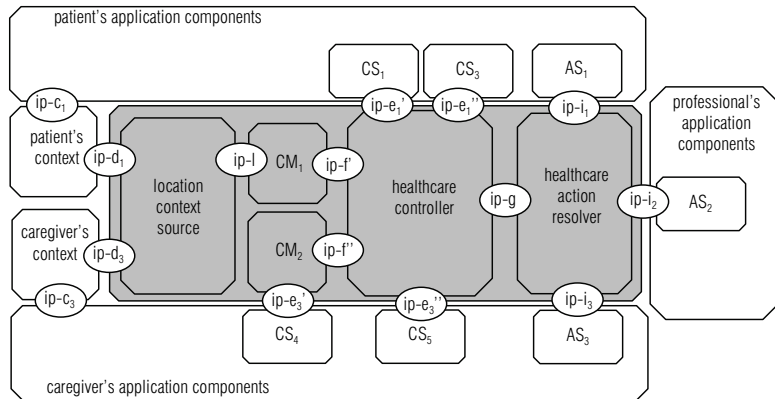 patient's application components
CS₁
CS₃
AS₁
ip-c₁
ip-e₁'
ip-e₁''
ip-i₁
professional's
application
components
patient's
context
ip-d₁
location
context
source
ip-l
CM₁
ip-f'
healthcare
controller
ip-g
healthcare
action
resolver
ip-i₂
AS₂
caregiver's
context
ip-d₃
CM₂
ip-f''
ip-c₃
ip-e₃'
ip-e₃''
ip-i₃
CS₄
CS₅
AS₃
caregiver's application components